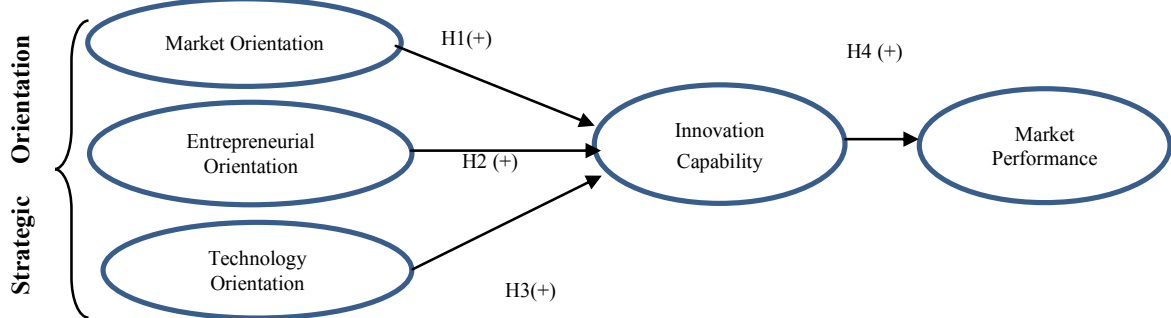 Strategic Orientation
Market Orientation
H1(+)
Entrepreneurial
Orientation
H2 (+)
Technology
Orientation
H3(+)
Innovation
Capability
H4 (+)
Market
Performance